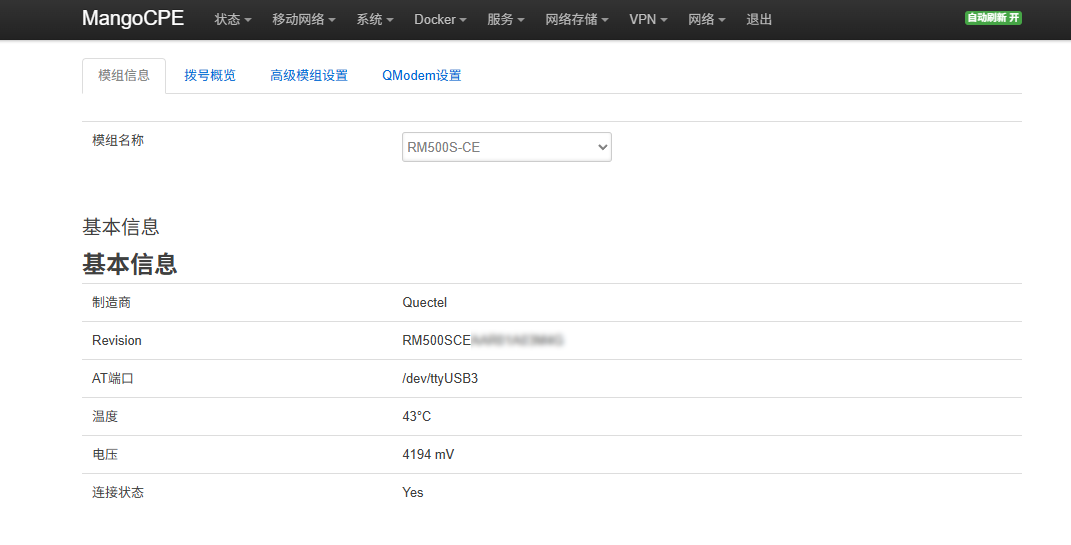 MangoCPE 状态 移动网络 系统 Docker 服务 网络存储 VPN 网络 退出 自动刷新 开
模组信息 拨号概览 高级模组设置 QModem设置
模组名称 RM500S-CE
基本信息
基本信息
制造商 Quectel
Revision RM500SCE
AT端口 /dev/ttyUSB3
温度 43°C
电压 4194 mV
连接状态 Yes